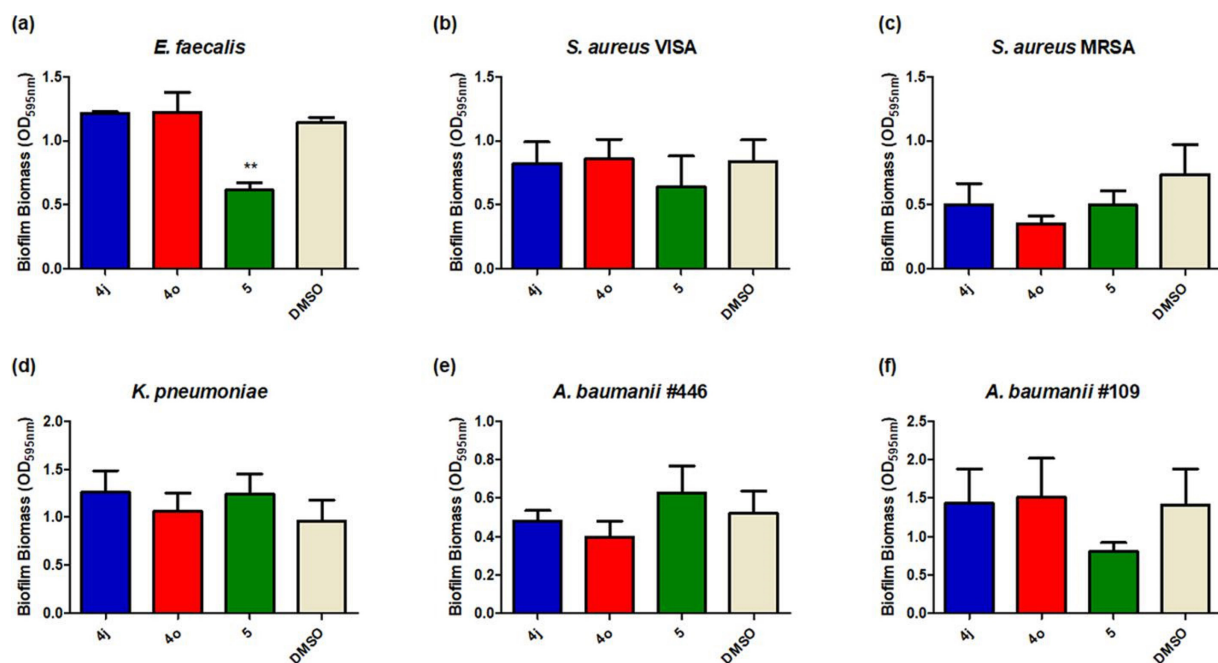 (a)
E. faecalis
Biofilm Biomass (OD595nm)
1.5
1.0
0.5
0.0
**
4j
4o
5
DMSO
(b)
S. aureus VISA
Biofilm Biomass (OD595nm)
1.5
1.0
0.5
0.0
4j
4o
5
DMSO
(c)
S. aureus MRSA
Biofilm Biomass (OD595nm)
1.5
1.0
0.5
0.0
4j
4o
5
DMSO
(d)
K. pneumoniae
Biofilm Biomass (OD595nm)
2.0
1.5
1.0
0.5
0.0
4j
4o
5
DMSO
(e)
A. baumanii #446
Biofilm Biomass (OD595nm)
1.0
0.8
0.6
0.4
0.2
0.0
4j
4o
5
DMSO
(f)
A. baumanii #109
Biofilm Biomass (OD595nm)
2.5
2.0
1.5
1.0
0.5
0.0
4j
4o
5
DMSO